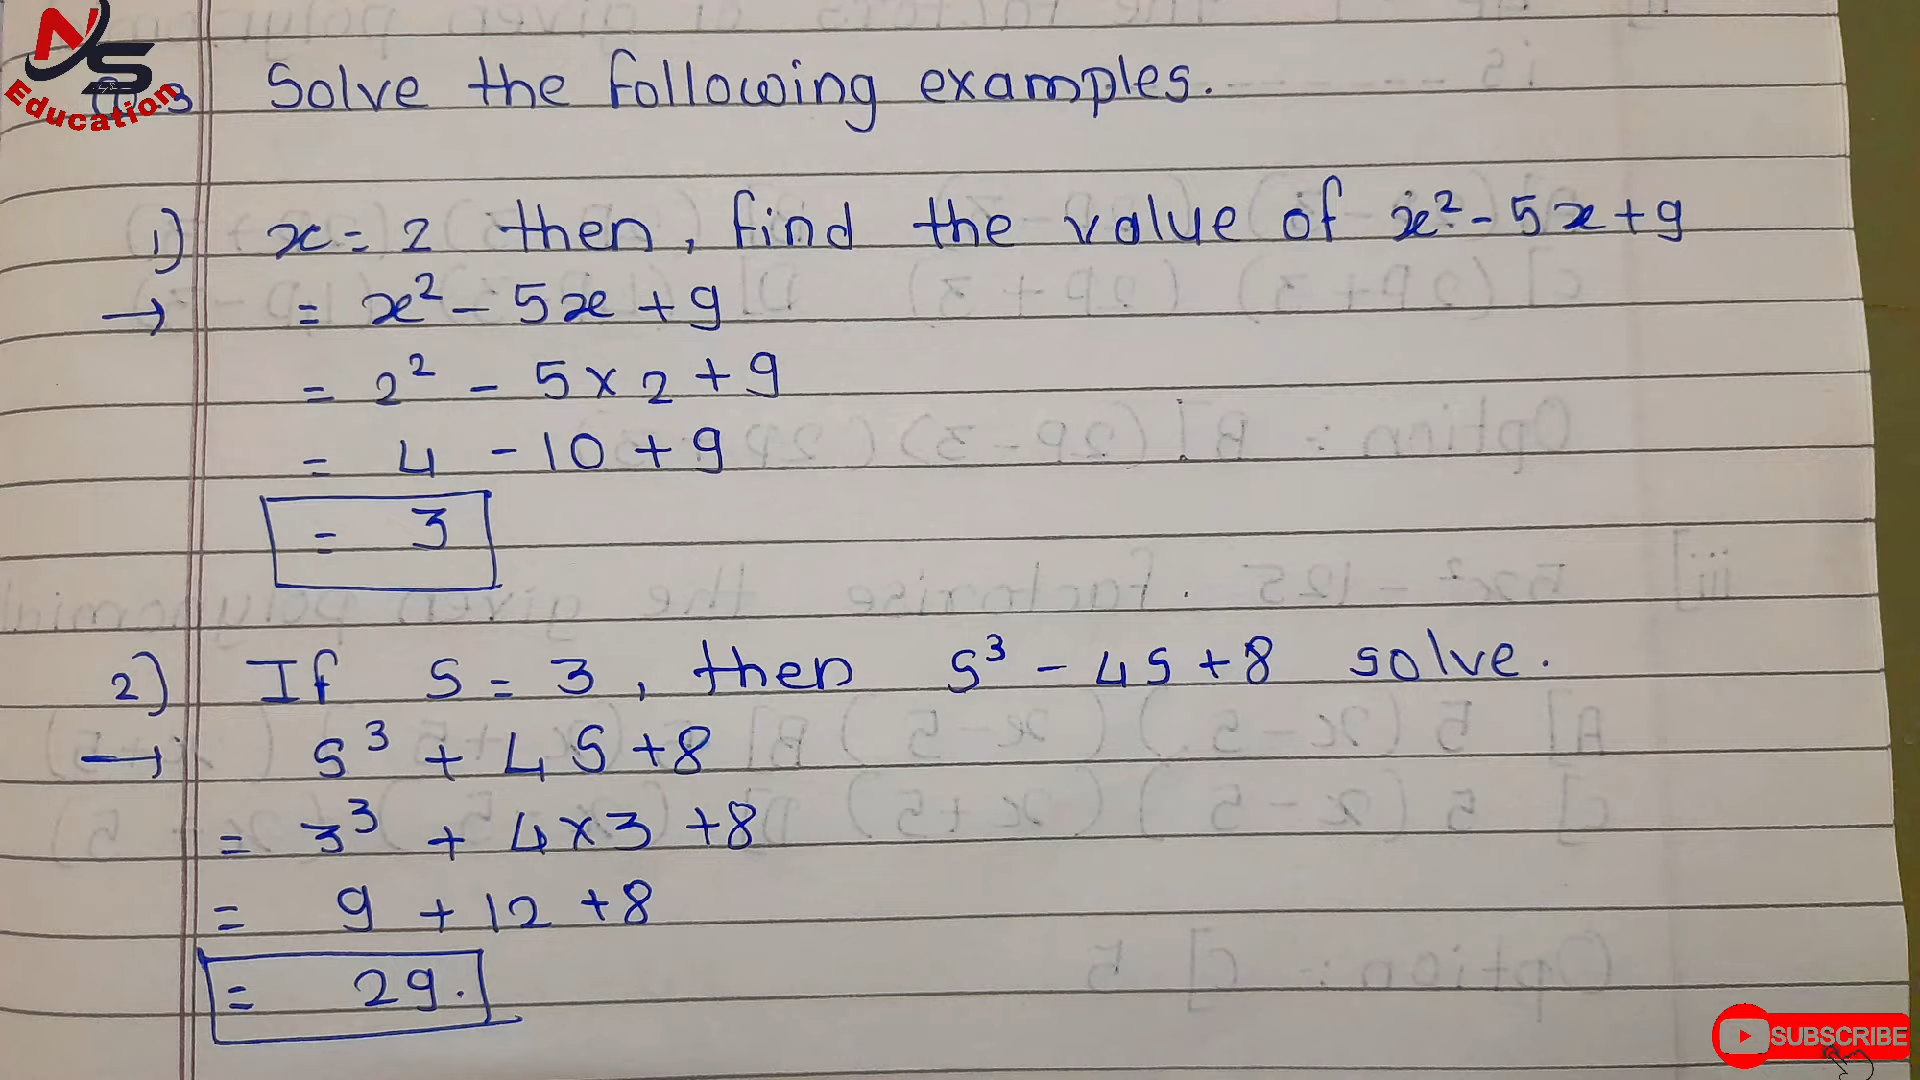 NS
Education
Q.3 Solve the following examples.
1) x = 2 then, find the value of x² - 5x + 9
→ = x² - 5x + 9
= 2² - 5 × 2 + 9
= 4 - 10 + 9
= 3
2) If s = 3, then s³ - 4s + 8 solve.
→ s³ + 4s + 8
= 3³ + 4 × 3 + 8
= 9 + 12 + 8
= 29.
SUBSCRIBE